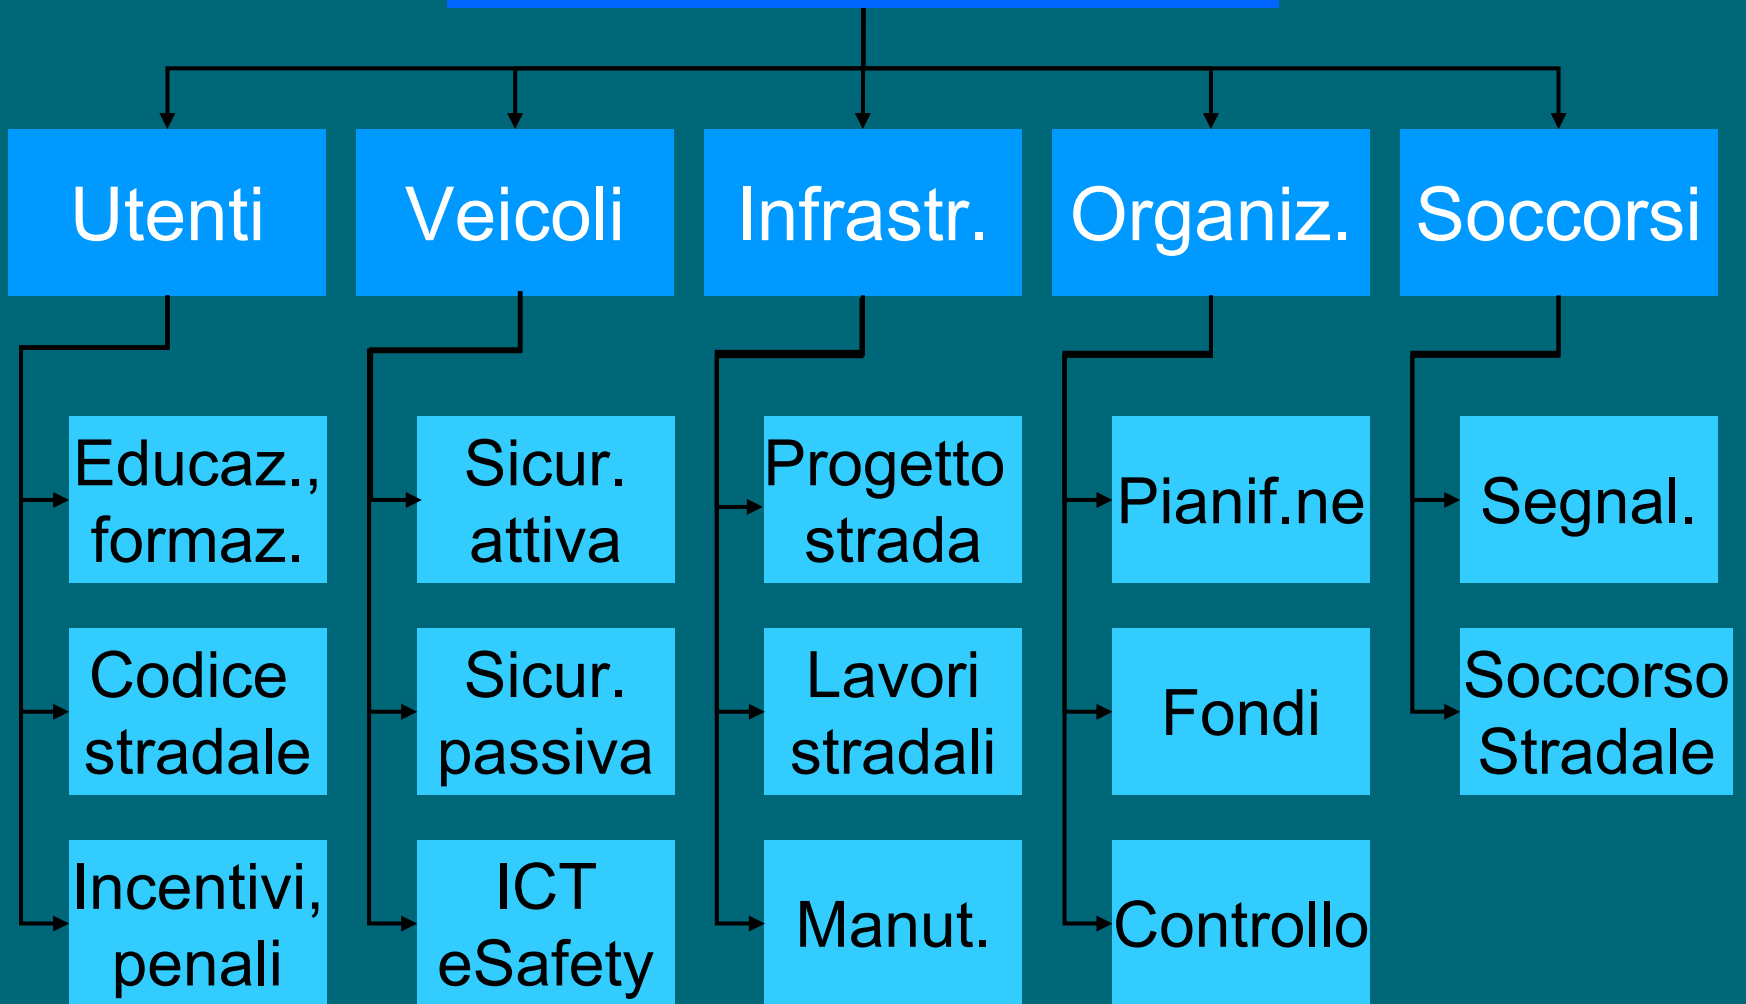 Utenti
Veicoli
Infrastr.
Organiz.
Soccorsi
Educaz.,
formaz.
Sicur.
attiva
Progetto
strada
Pianif.ne
Segnal.
Codice
stradale
Sicur.
passiva
Lavori
stradali
Fondi
Soccorso
Stradale
Incentivi,
penali
ICT
eSafety
Manut.
Controllo